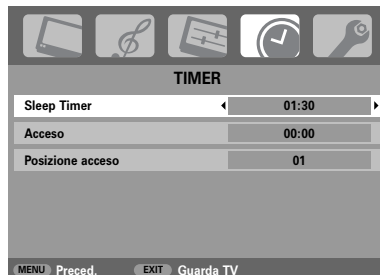 TIMER
Sleep Timer 01:30
Acceso 00:00
Posizione acceso 01
MENU Preced. EXIT Guarda TV